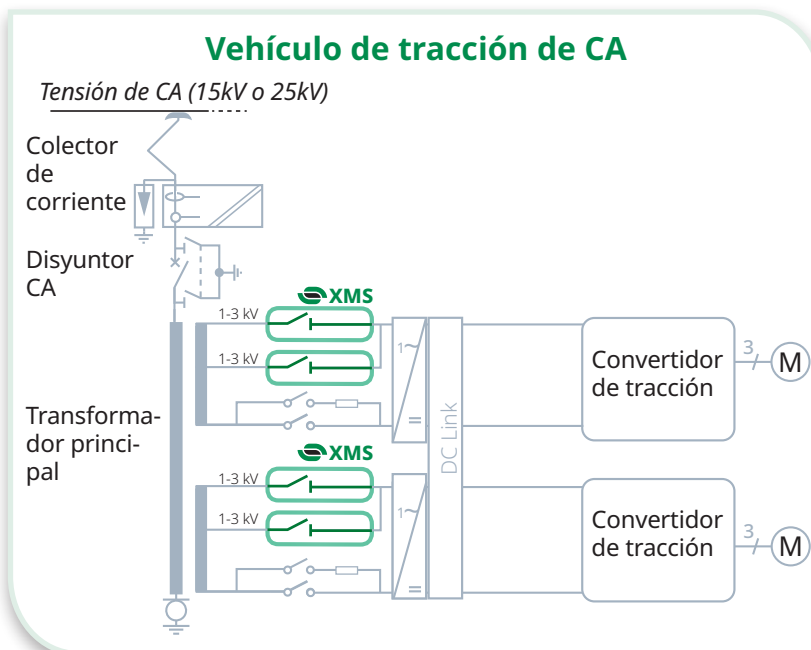 Vehículo de tracción de CA
Tensión de CA (15kV o 25kV)
Colector
de
corriente
Disyuntor
CA
XMS
1-3 kV
1~
1-3 kV
Convertidor
de tracción
3
M
=
DC Link
Transforma-
dor princi-
pal
XMS
1-3 kV
1~
1-3 kV
Convertidor
de tracción
3
M
=